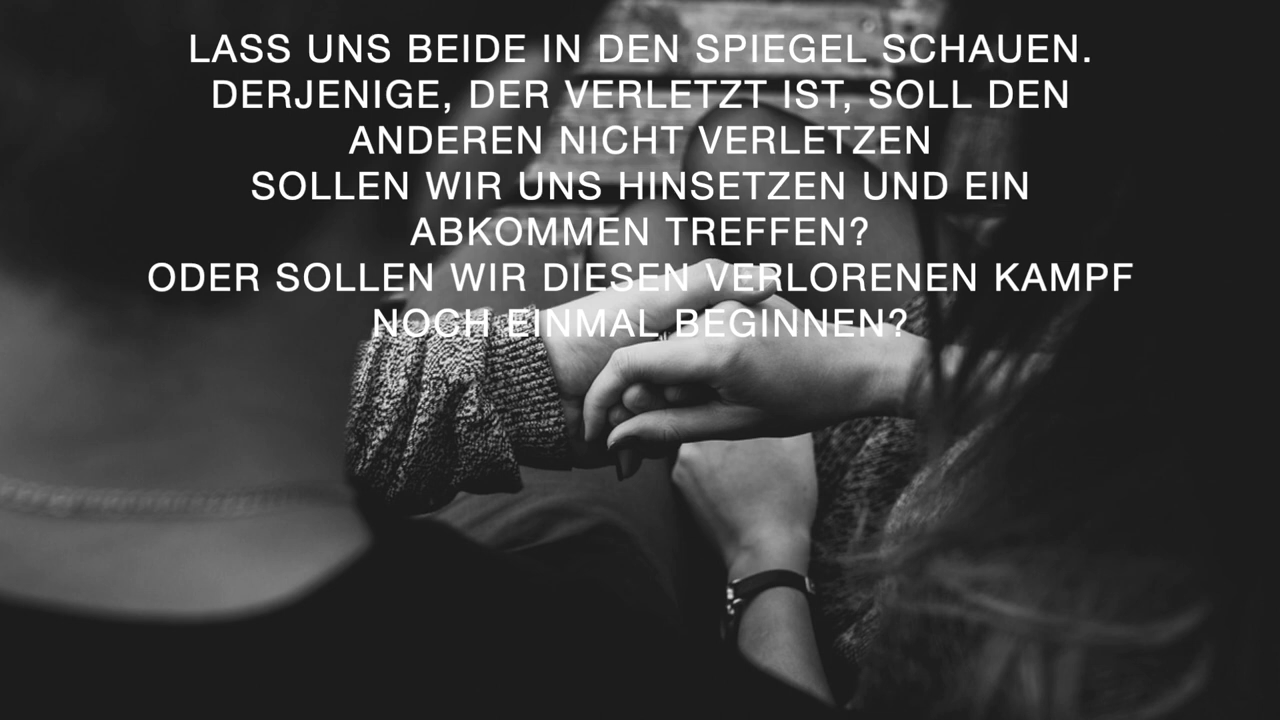 LASS UNS BEIDE IN DEN SPIEGEL SCHAUEN.
DERJENIGE, DER VERLETZT IST, SOLL DEN
ANDEREN NICHT VERLETZEN
SOLLEN WIR UNS HINSETZEN UND EIN
ABKOMMEN TREFFEN?
ODER SOLLEN WIR DIESEN VERLORENEN KAMPF
NOCH EINMAL BEGINNEN?